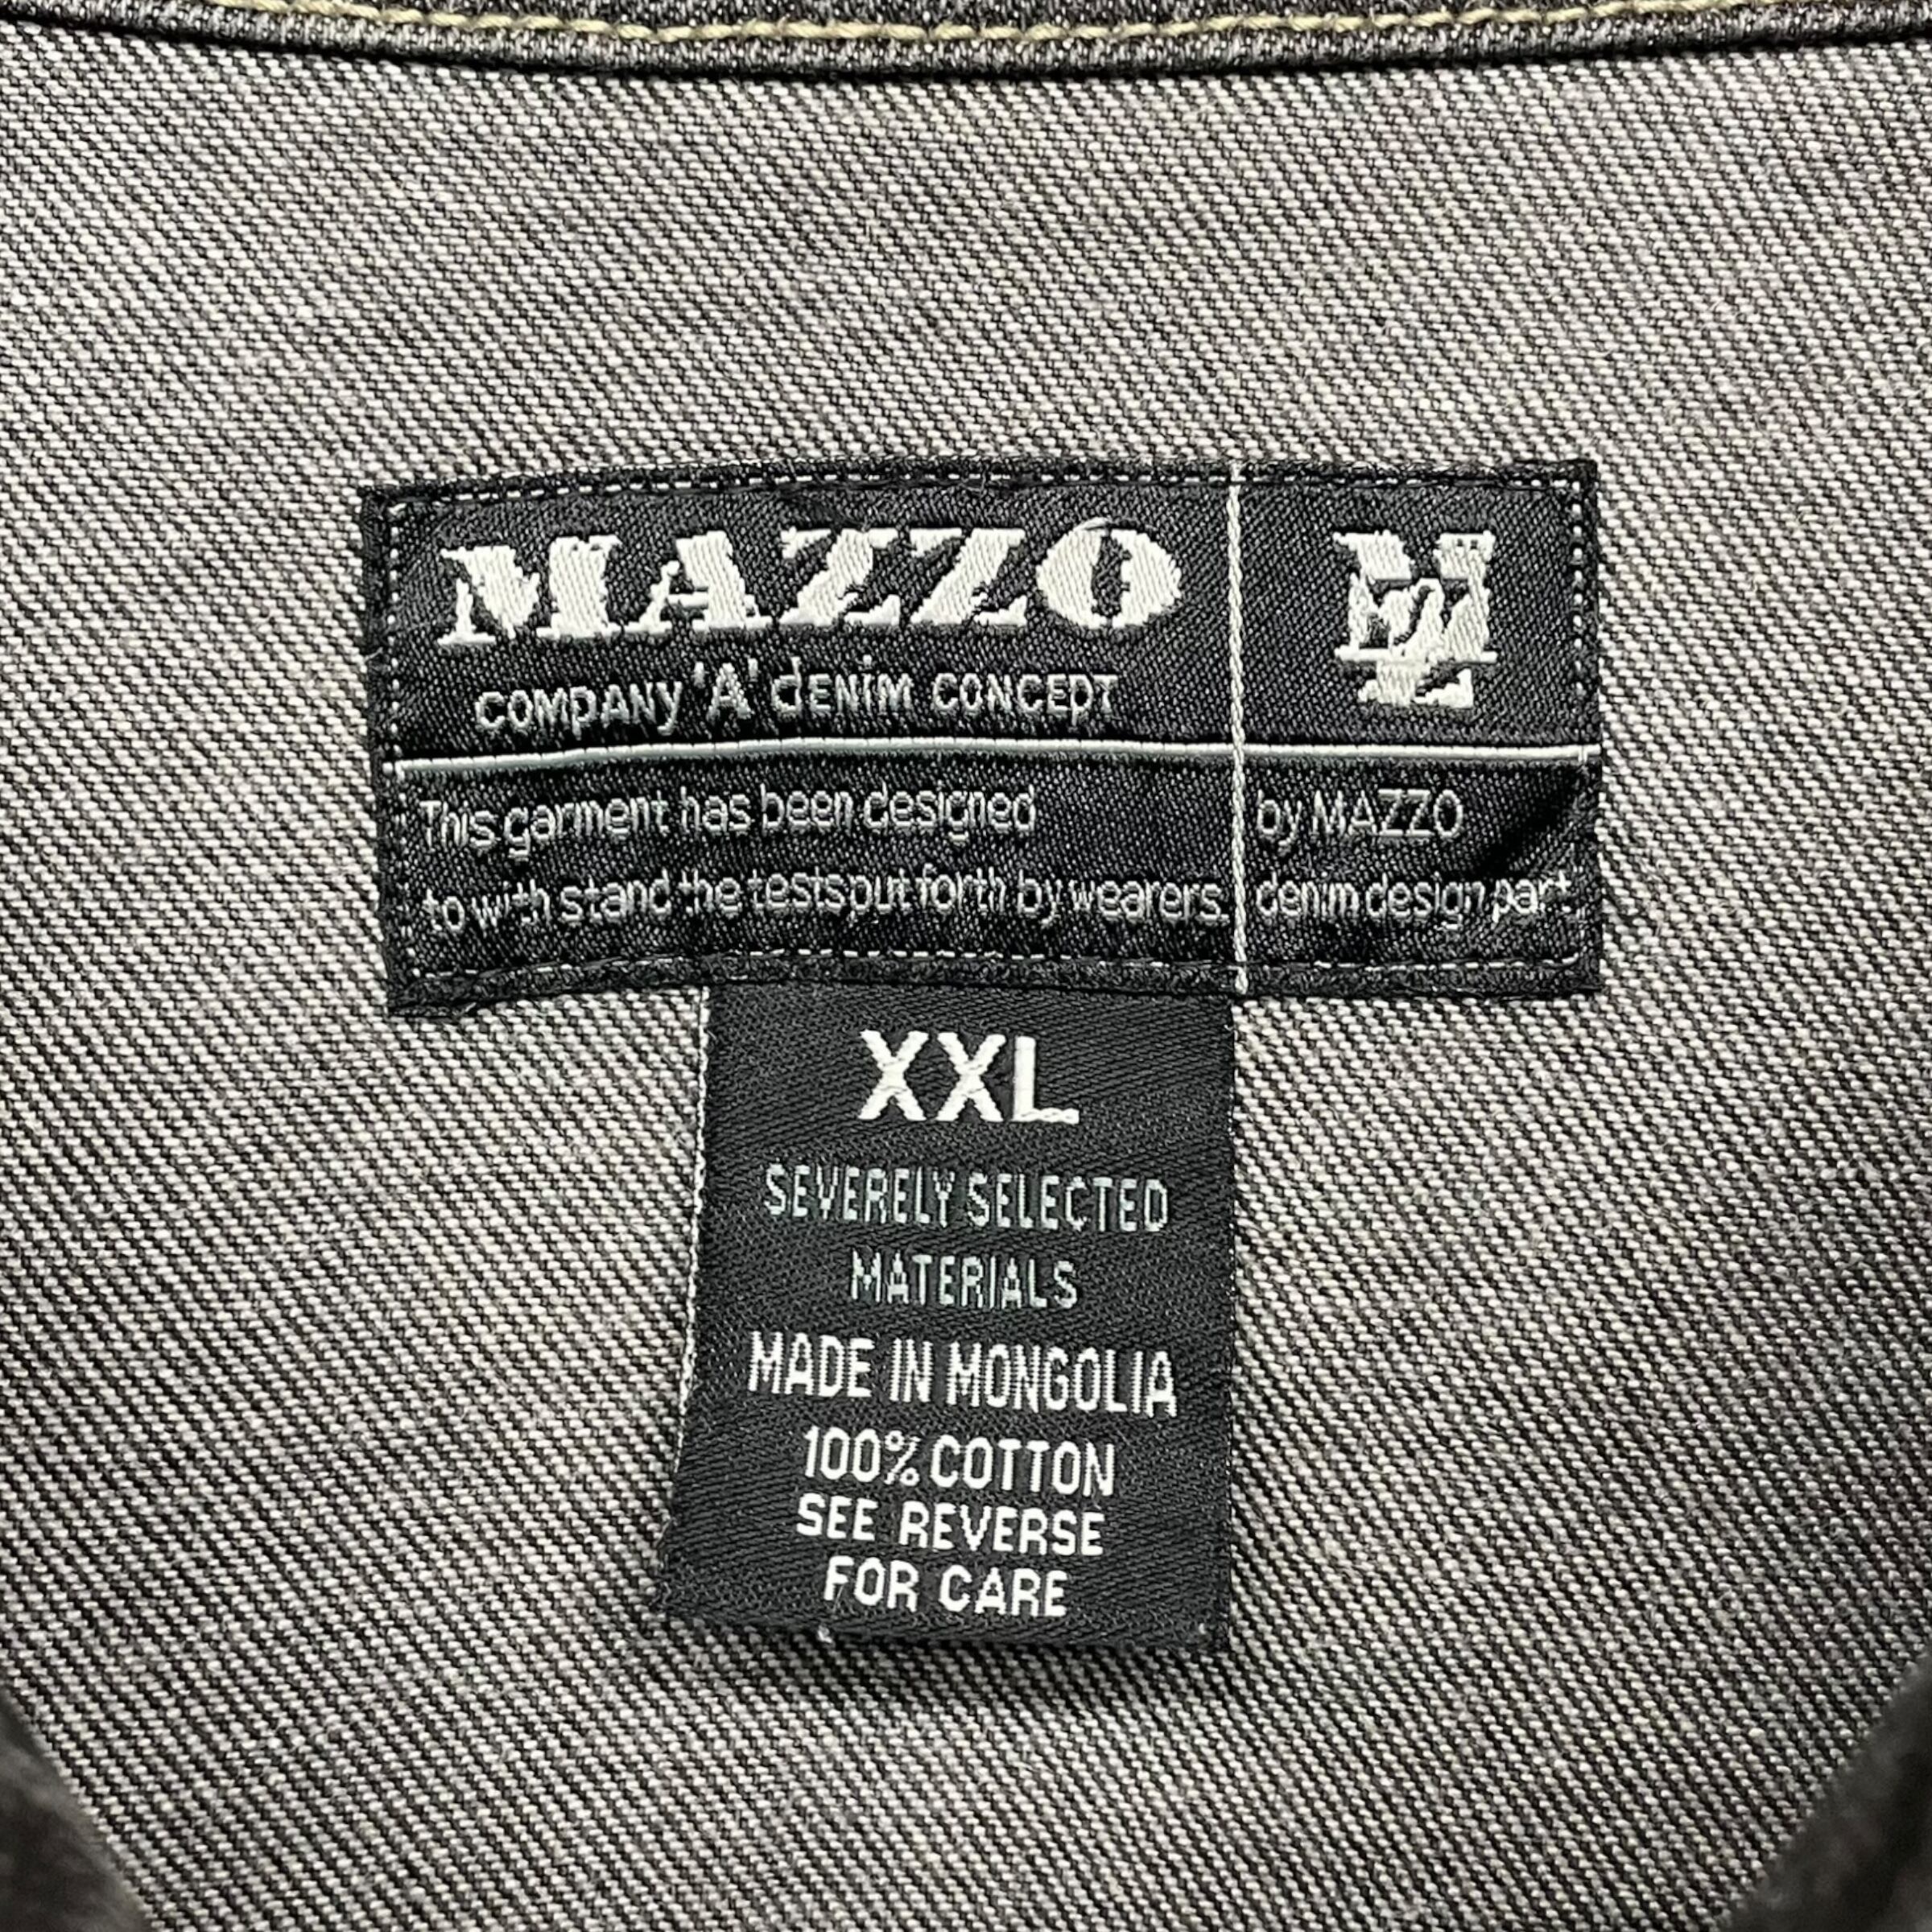 MAZZO
COMPANY 'A' dENiM CONCEPT
MZ
This garment has been designed by MAZZO
to with stand the tests put forth by wearers. denim design part.
XXL
SEVERELY SELECTED
MATERIALS
MADE IN MONGOLIA
100% COTTON
SEE REVERSE
FOR CARE